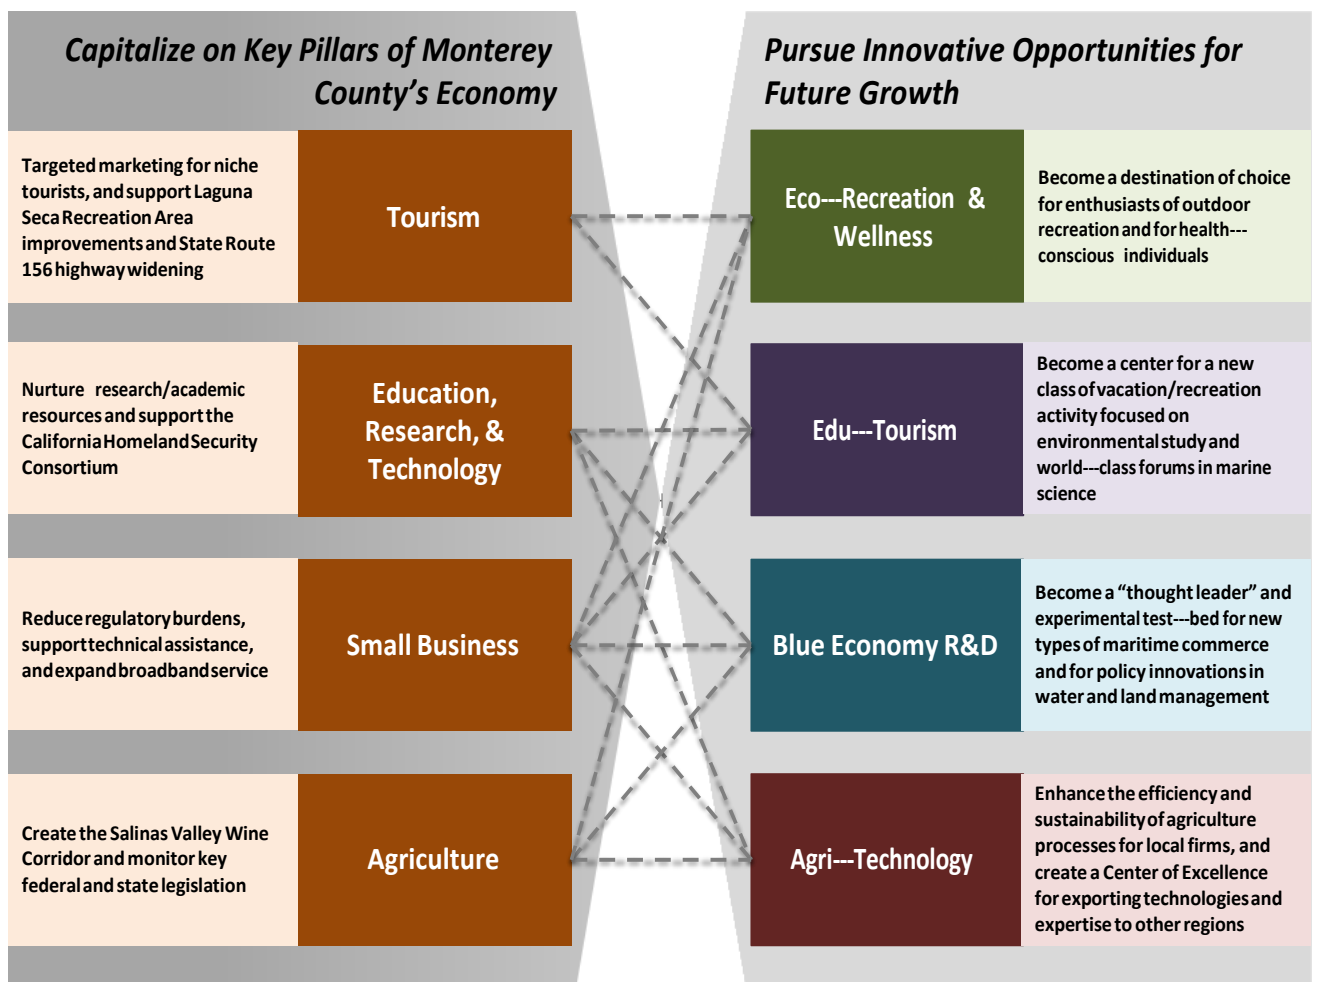 Capitalize on Key Pillars of Monterey
County's Economy
Pursue Innovative Opportunities for
Future Growth
Targeted marketing for niche
tourists, and support Laguna
Seca Recreation Area
improvements and State Route
156 highway widening
Tourism
Eco---Recreation &
Wellness
Become a destination of choice
for enthusiasts of outdoor
recreation and for health---
conscious individuals
Nurture research/academic
resources and support the
California Homeland Security
Consortium
Education,
Research, &
Technology
Edu---Tourism
Become a center for a new
class of vacation/recreation
activity focused on
environmental study and
world---class forums in marine
science
Reduce regulatory burdens,
support technical assistance,
and expand broadband service
Small Business
Blue Economy R&D
Become a “thought leader” and
experimental test---bed for new
types of maritime commerce
and for policy innovations in
water and land management
Create the Salinas Valley Wine
Corridor and monitor key
federal and state legislation
Agriculture
Agri---Technology
Enhance the efficiency and
sustainability of agriculture
processes for local firms, and
create a Center of Excellence
for exporting technologies and
expertise to other regions